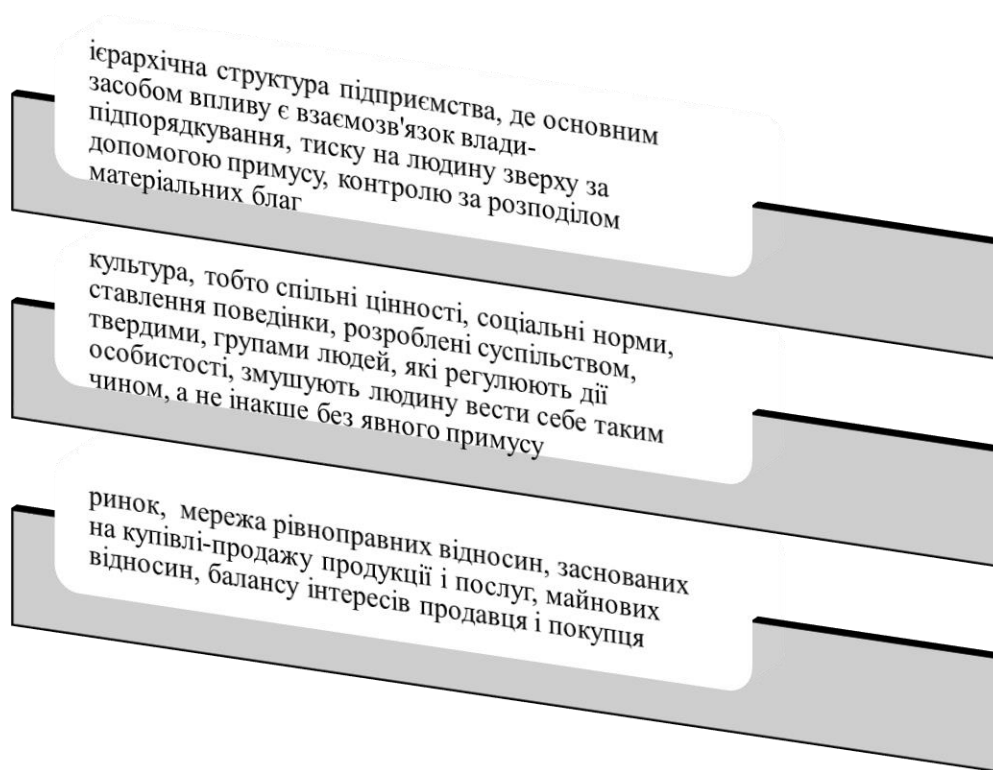 ієрархічна структура підприємства, де основним
засобом впливу є взаємозв'язок влади-
підпорядкування, тиску на людину зверху за
допомогою примусу, контролю за розподілом
матеріальних благ
культура, тобто спільні цінності, соціальні норми,
ставлення поведінки, розроблені суспільством,
твердими, групами людей, які регулюють дії
особистості, змушують людину вести себе таким
чином, а не інакше без явного примусу
ринок, мережа рівноправних відносин, заснованих
на купівлі-продажу продукції і послуг, майнових
відносин, балансу інтересів продавця і покупця